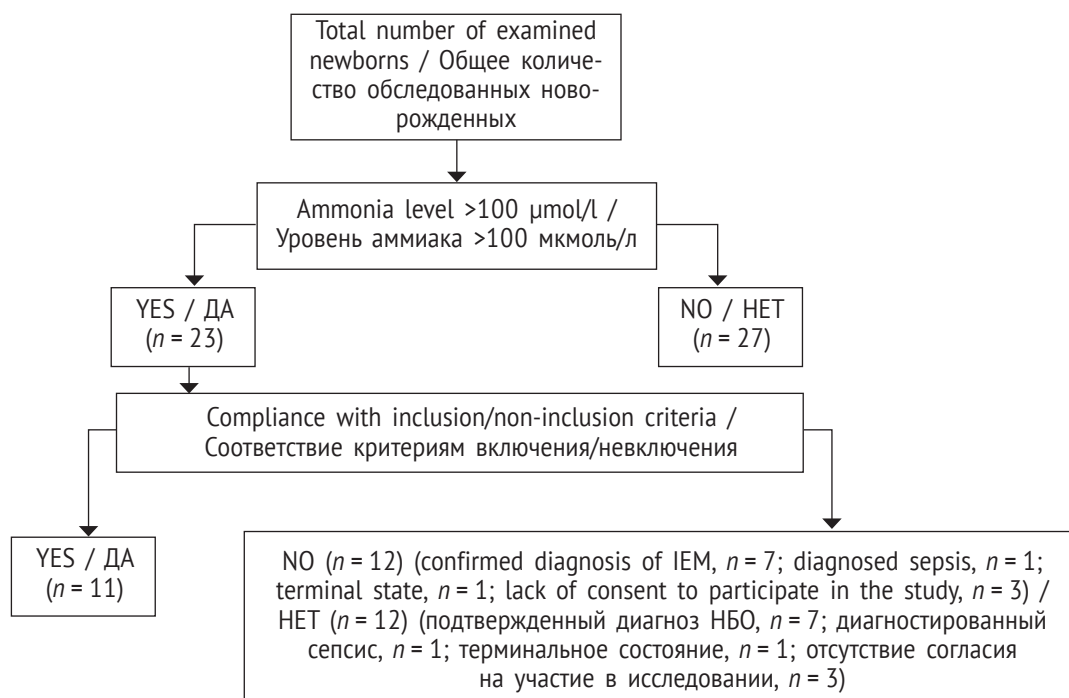 Total number of examined
newborns / Общее количе-
ство обследованных ново-
рожденных
Ammonia level >100 µmol/l /
Уровень аммиака >100 мкмоль/л
YES / ДА
(n = 23)
NO / НЕТ
(n = 27)
Compliance with inclusion/non-inclusion criteria /
Соответствие критериям включения/невключения
YES / ДА
(n = 11)
NO (n = 12) (confirmed diagnosis of IEM, n = 7; diagnosed sepsis, n = 1;
terminal state, n = 1; lack of consent to participate in the study, n = 3) /
НЕТ (n = 12) (подтвержденный диагноз НБО, n = 7; диагностированный
сепсис, n = 1; терминальное состояние, n = 1; отсутствие согласия
на участие в исследовании, n = 3)